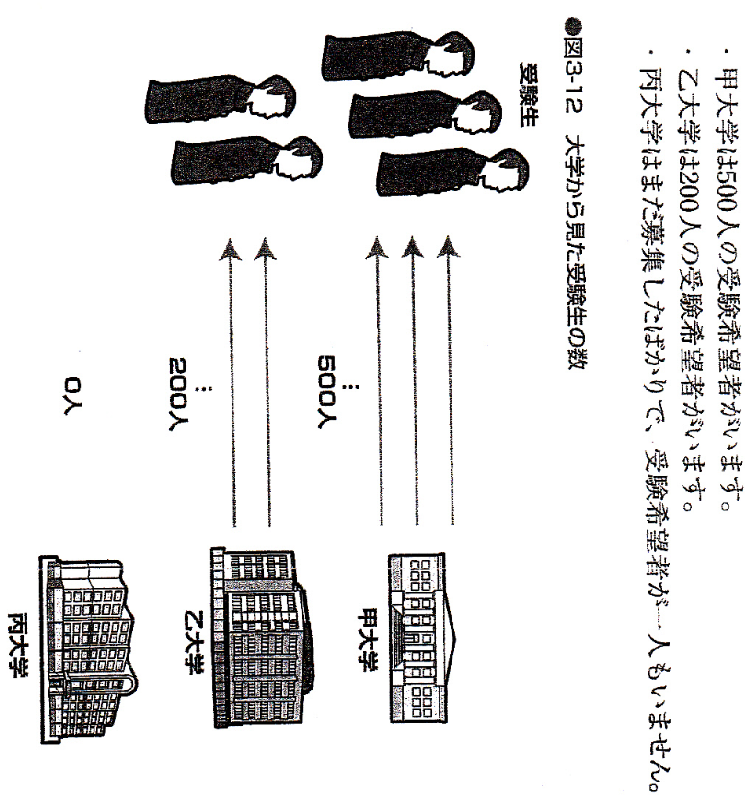 ・甲大学は500人の受験希望者がいます。
・乙大学は200人の受験希望者がいます。
・丙大学はまだ募集したばかりで、受験希望者が一人もいません。
●図3-12 大学から見た受験生の数
受験生
500人
甲大学
200人
乙大学
0人
丙大学